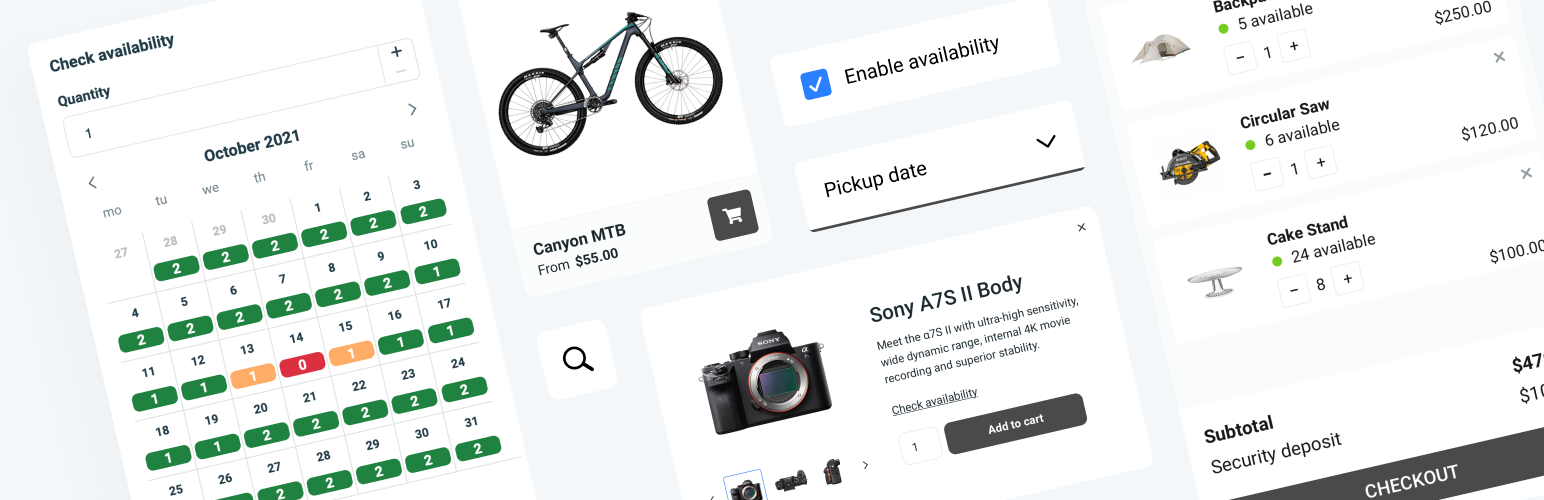 Check availability
Quantity
1
+
−
October 2021
mo tu we th fr sa su
27 28 29 30 1 2 3
2 2 2 2 2 2
4 5 6 7 8 9 10
2 2 2 2 2 2 1
11 12 13 14 15 16 17
1 1 1 0 1 1 1
18 19 20 21 22 23 24
1 1 2 2 2 2 2
25 26 27 28 29 30 31
2 2 2 2 2
Canyon MTB
From $55.00
Enable availability
Pickup date
SONY
Sony A7S II Body
Meet the α7S II with ultra-high sensitivity,
wide dynamic range, internal 4K movie
recording and superior stability.
Check availability
1
Add to cart
5 available
$250.00
− 1 +
Circular Saw
6 available
$120.00
− 1 +
Cake Stand
24 available
$100.00
− 8 +
Subtotal
Security deposit
CHECKOUT